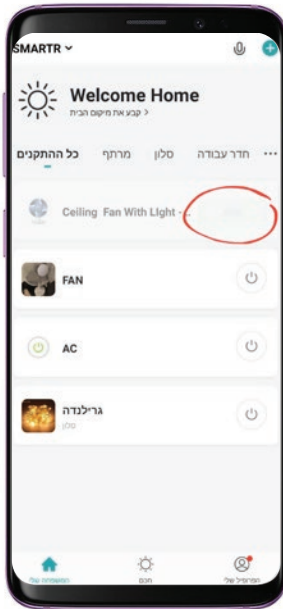 SMARTR
Welcome Home
קבע את מיקום הבית >
כל ההתקנים מרתף סלון חדר עבודה ...
Ceiling Fan With LIght -...
FAN
AC
גרילנדה
סלון
המשפחה שלי חכם הפרופיל שלי